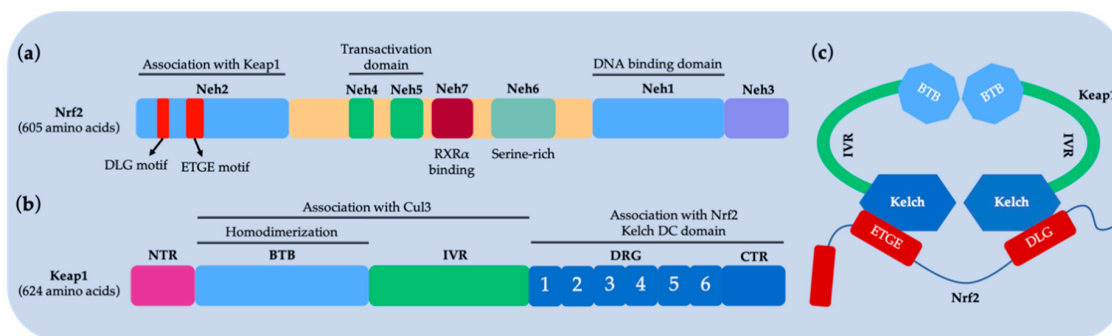 (a)
Association with Keap1
Transactivation
domain
DNA binding domain
Neh2
Neh4
Neh5
Neh7
Neh6
Neh1
Neh3
Nrf2
(605 amino acids)
DLG motif
ETGE motif
RXRα
binding
Serine-rich
(b)
Association with Cul3
Association with Nrf2
Kelch DC domain
Homodimerization
NTR
BTB
IVR
DRG
CTR
Keap1
(624 amino acids)
1 2 3 4 5 6
(c)
BTB
BTB
Keap1
IVR
IVR
Kelch
Kelch
ETGE
DLG
Nrf2